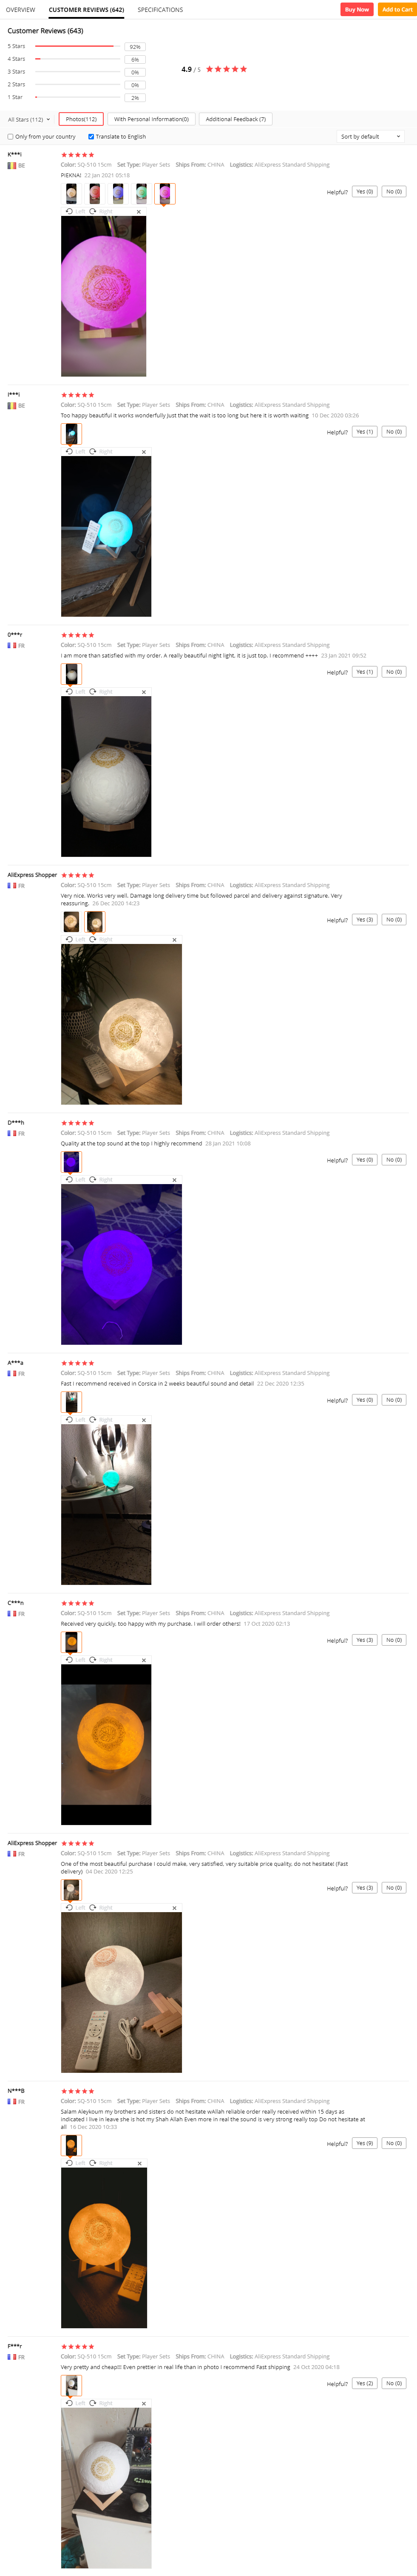 OVERVIEW CUSTOMER REVIEWS (642) SPECIFICATIONS Buy Now Add to Cart
Customer Reviews (643)
5 Stars 92%
4 Stars 6%
3 Stars 0%
2 Stars 0%
1 Star 2%
4.9 / 5
All Stars (112) Photos(112) With Personal Information(0) Additional Feedback (7)
Only from your country Translate to English Sort by default
K***l
BE
Color: SQ-510 15cm Set Type: Player Sets Ships From: CHINA Logistics: AliExpress Standard Shipping
PIEKNA! 22 Jan 2021 05:18
Helpful? Yes (0) No (0)
Left Right
I***l
BE
Color: SQ-510 15cm Set Type: Player Sets Ships From: CHINA Logistics: AliExpress Standard Shipping
Too happy beautiful it works wonderfully just that the wait is too long but here it is worth waiting 10 Dec 2020 03:26
Helpful? Yes (1) No (0)
Left Right
0***r
FR
Color: SQ-510 15cm Set Type: Player Sets Ships From: CHINA Logistics: AliExpress Standard Shipping
I am more than satisfied with my order. A really beautiful night light, it is just top, I recommend ++++ 23 Jan 2021 09:52
Helpful? Yes (1) No (0)
Left Right
AliExpress Shopper
FR
Color: SQ-510 15cm Set Type: Player Sets Ships From: CHINA Logistics: AliExpress Standard Shipping
Very nice, Works very well. Damage long delivery time but followed parcel and delivery against signature, Very
reassuring. 26 Dec 2020 14:23
Helpful? Yes (3) No (0)
Left Right
D***h
FR
Color: SQ-510 15cm Set Type: Player Sets Ships From: CHINA Logistics: AliExpress Standard Shipping
Quality at the top sound at the top I highly recommend 28 Jan 2021 10:08
Helpful? Yes (0) No (0)
Left Right
A***a
FR
Color: SQ-510 15cm Set Type: Player Sets Ships From: CHINA Logistics: AliExpress Standard Shipping
Fast I recommend received in Corsica in 2 weeks beautiful sound and detail 22 Dec 2020 12:35
Helpful? Yes (0) No (0)
Left Right
C***n
FR
Color: SQ-510 15cm Set Type: Player Sets Ships From: CHINA Logistics: AliExpress Standard Shipping
Received very quickly, too happy with my purchase, I will order others! 17 Oct 2020 02:13
Helpful? Yes (3) No (0)
Left Right
AliExpress Shopper
FR
Color: SQ-510 15cm Set Type: Player Sets Ships From: CHINA Logistics: AliExpress Standard Shipping
One of the most beautiful purchase I could make, very satisfied, very suitable price quality, do not hesitate! (Fast
delivery) 04 Dec 2020 12:25
Helpful? Yes (3) No (0)
Left Right
N***B
FR
Color: SQ-510 15cm Set Type: Player Sets Ships From: CHINA Logistics: AliExpress Standard Shipping
Salam Aleykoum my brothers and sisters do not hesitate wAllah reliable order really received within 15 days as
indicated I live in leave she is hot my Shah Allah Even more in real the sound is very strong really top Do not hesitate at
all 16 Dec 2020 10:33
Helpful? Yes (9) No (0)
Left Right
F***r
FR
Color: SQ-510 15cm Set Type: Player Sets Ships From: CHINA Logistics: AliExpress Standard Shipping
Very pretty and cheap!!! Even prettier in real life than in photo I recommend Fast shipping 24 Oct 2020 04:18
Helpful? Yes (2) No (0)
Left Right